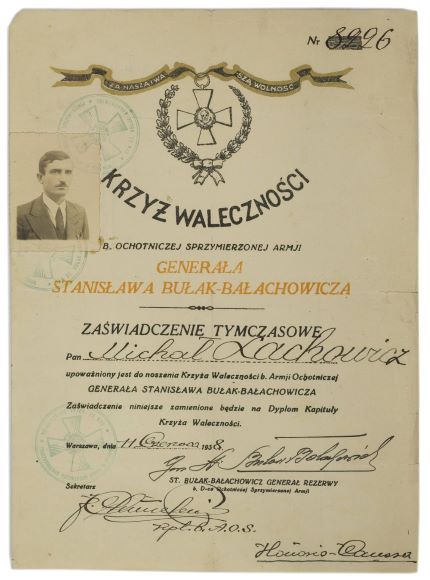 Nr 8226
ZA NASZĄ I WA SZĄ WOLNOŚĆ
KRZYŻ WALECZNOŚCI
B. OCHOTNICZEJ SPRZYMIERZONEJ ARMJI
GENERAŁA
STANISŁAWA BUŁAK-BAŁACHOWICZA
ZAŚWIADCZENIE TYMCZASOWE
Pan Michał Lachowicz
upoważniony jest do noszenia Krzyża Waleczności b. Armji Ochotniczej
GENERAŁA STANISŁAWA BUŁAK-BAŁACHOWICZA
Zaświadczenie niniejsze zamienione będzie na Dyplom Kapituły
Krzyża Waleczności.
Warszawa, dnia 11 Czerwca 1938
ST. BUŁAK-BAŁACHOWICZ GENERAŁ REZERWY
b. D-ca Ochotniczej Sprzymierzonej Armji
Sekretarz